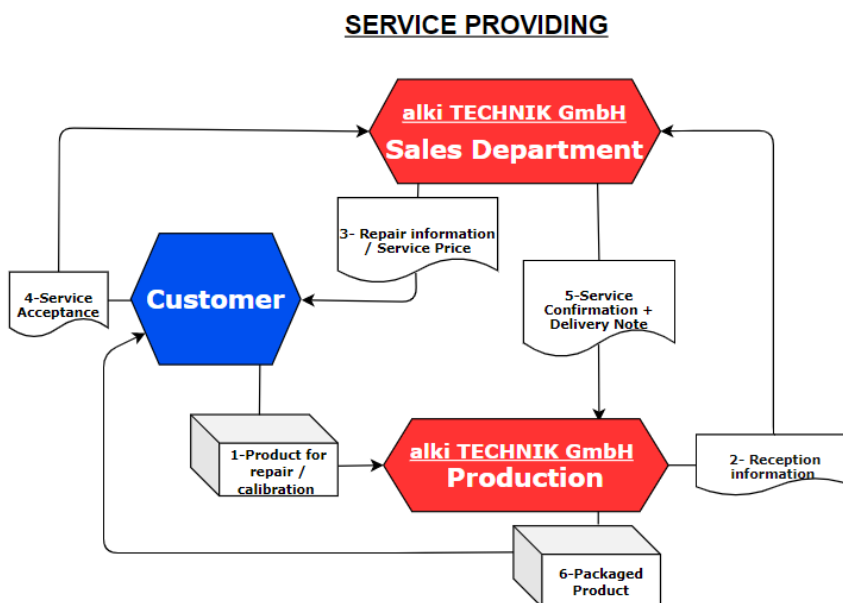 SERVICE PROVIDING
alki TECHNIK GmbH
Sales Department
3- Repair information
/ Service Price
4-Service
Acceptance
Customer
5-Service
Confirmation +
Delivery Note
1-Product for
repair /
calibration
alki TECHNIK GmbH
Production
2- Reception
information
6-Packaged
Product